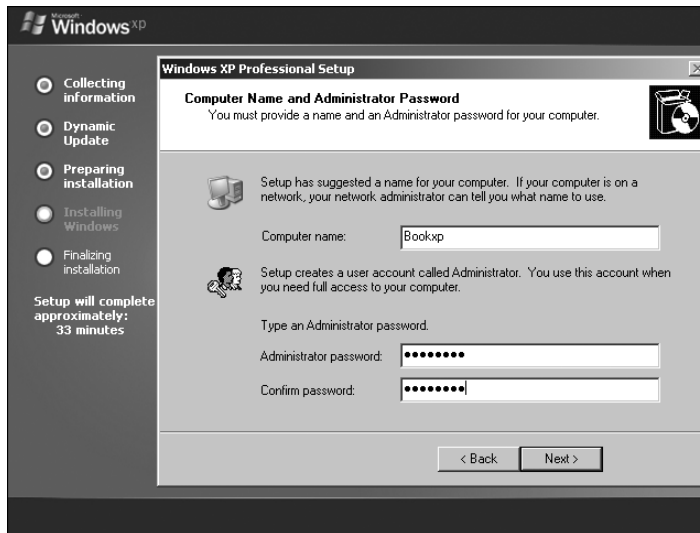 Microsoft
Windows xp
Collecting
information
Dynamic
Update
Preparing
installation
Installing
Windows
Finalizing
installation
Setup will complete
approximately:
33 minutes
Windows XP Professional Setup
Computer Name and Administrator Password
You must provide a name and an Administrator password for your computer.
Setup has suggested a name for your computer.  If your computer is on a
network, your network administrator can tell you what name to use.
Computer name:
Bookxp
Setup creates a user account called Administrator.  You use this account when
you need full access to your computer.
Type an Administrator password.
Administrator password:
●●●●●●●●
Confirm password:
●●●●●●●●
< Back
Next >